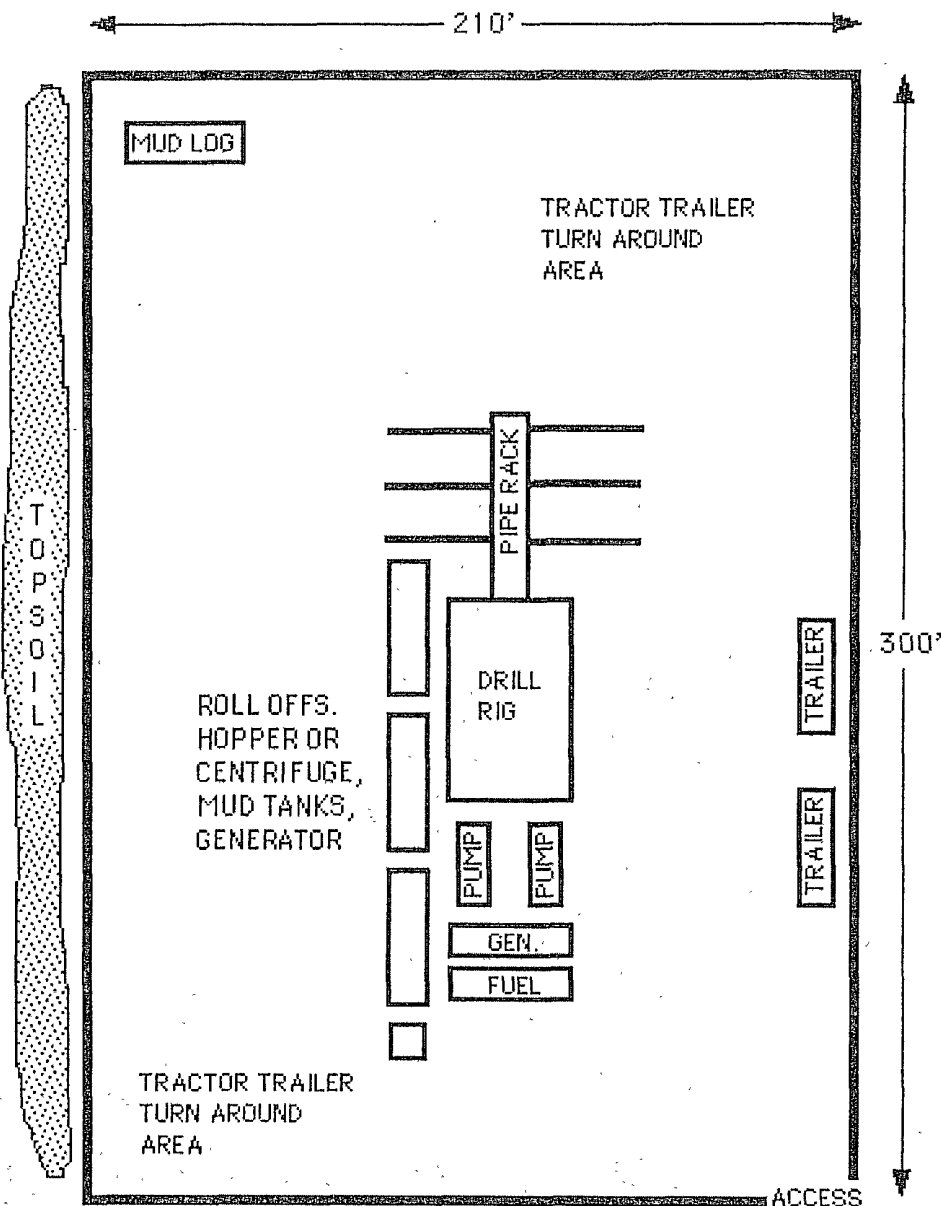 210'
MUD LOG
TRACTOR TRAILER
TURN AROUND
AREA
PIPE RACK
TOPSOIL
300'
TRAILER
DRILL
RIG
ROLL OFFS.
HOPPER OR
CENTRIFUGE,
MUD TANKS,
GENERATOR
TRAILER
PUMP
PUMP
GEN.
FUEL
TRACTOR TRAILER
TURN AROUND
AREA
ACCESS